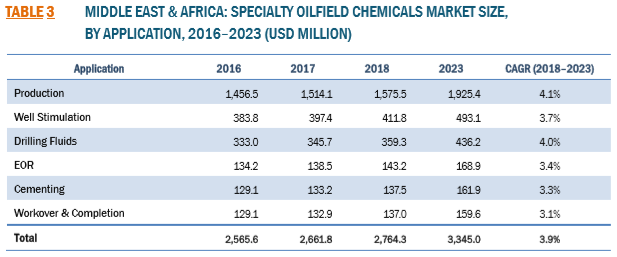 TABLE 3 MIDDLE EAST & AFRICA: SPECIALTY OILFIELD CHEMICALS MARKET SIZE,
BY APPLICATION, 2016–2023 (USD MILLION)
Application 2016 2017 2018 2023 CAGR (2018–2023)
Production 1,456.5 1,514.1 1,575.5 1,925.4 4.1%
Well Stimulation 383.8 397.4 411.8 493.1 3.7%
Drilling Fluids 333.0 345.7 359.3 436.2 4.0%
EOR 134.2 138.5 143.2 168.9 3.4%
Cementing 129.1 133.2 137.5 161.9 3.3%
Workover & Completion 129.1 132.9 137.0 159.6 3.1%
Total 2,565.6 2,661.8 2,764.3 3,345.0 3.9%